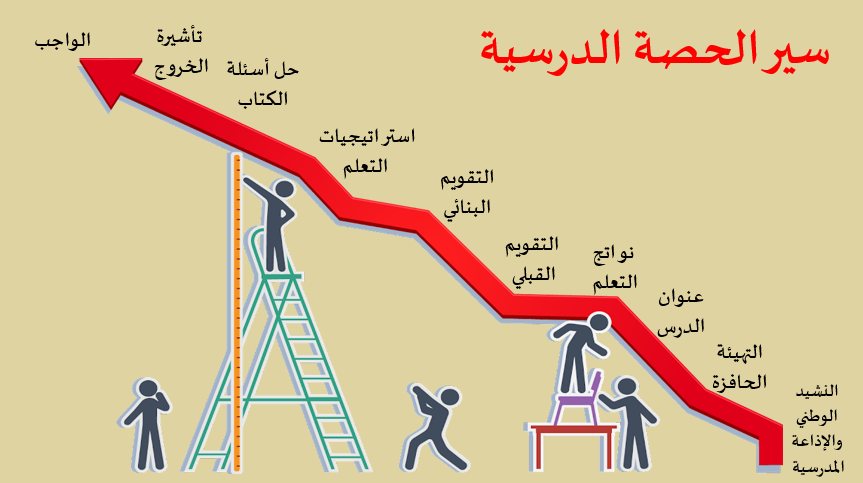 سير الحصة الدرسية
النشيد
الوطني
والإذاعة
المدرسية
التهيئة
الحافزة
عنوان
الدرس
نواتج
التعلم
التقويم
القبلي
التقويم
البنائي
استراتيجيات
التعلم
حل أسئلة
الكتاب
تأشيرة
الخروج
الواجب